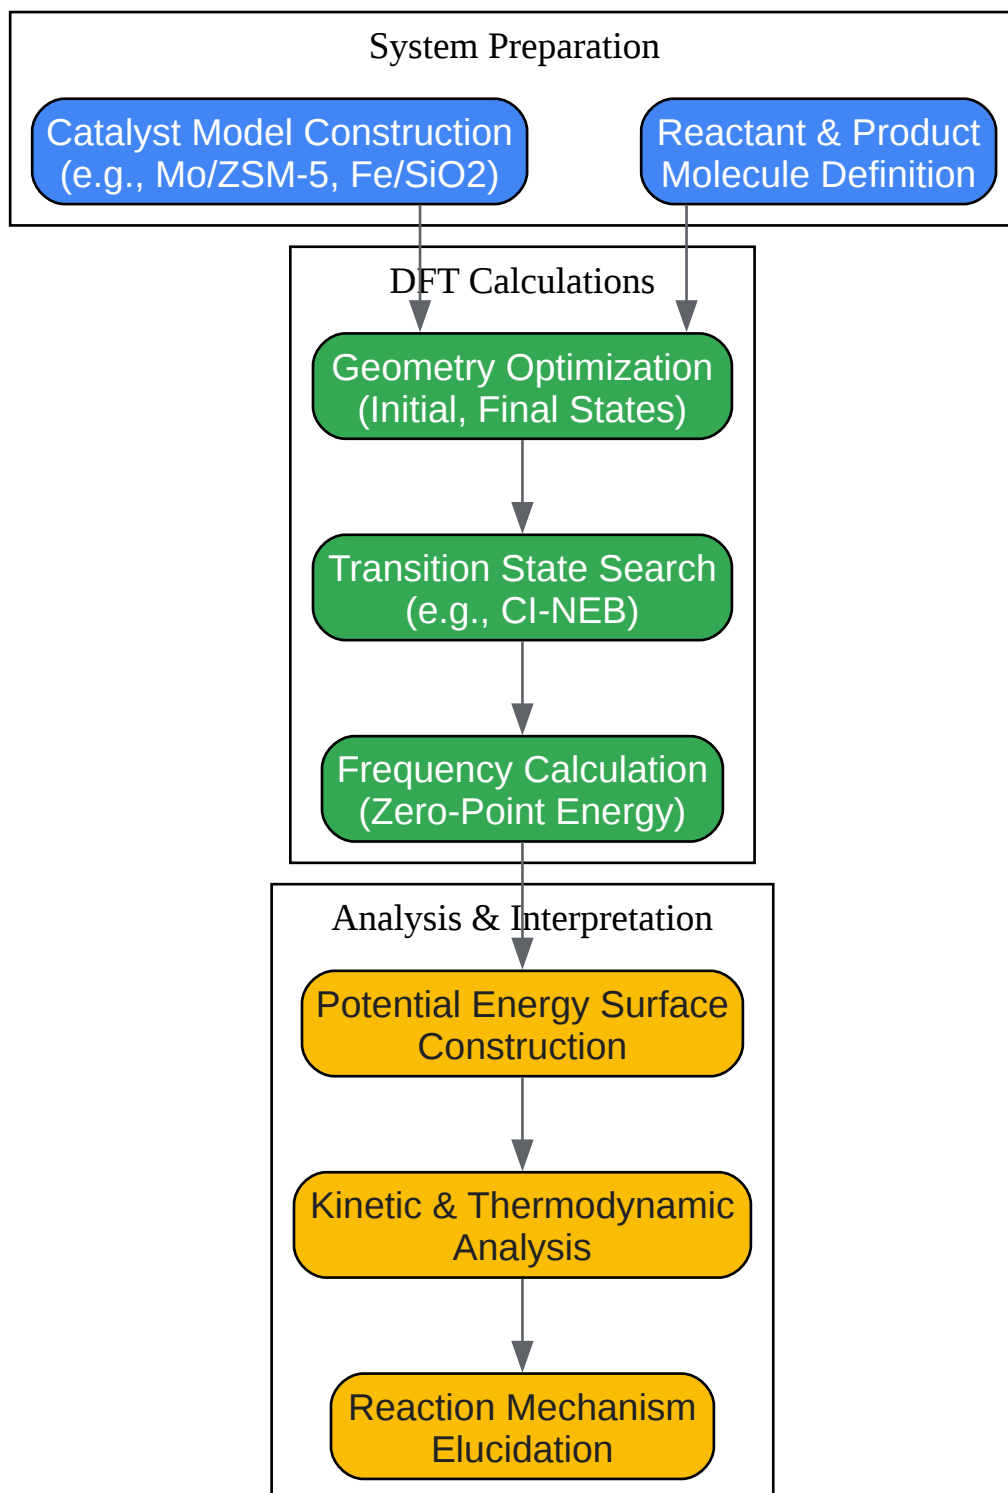 System Preparation
Catalyst Model Construction
(e.g., Mo/ZSM-5, Fe/SiO2)
Reactant & Product
Molecule Definition
DFT Calculations
Geometry Optimization
(Initial, Final States)
Transition State Search
(e.g., CI-NEB)
Frequency Calculation
(Zero-Point Energy)
Analysis & Interpretation
Potential Energy Surface
Construction
Kinetic & Thermodynamic
Analysis
Reaction Mechanism
Elucidation